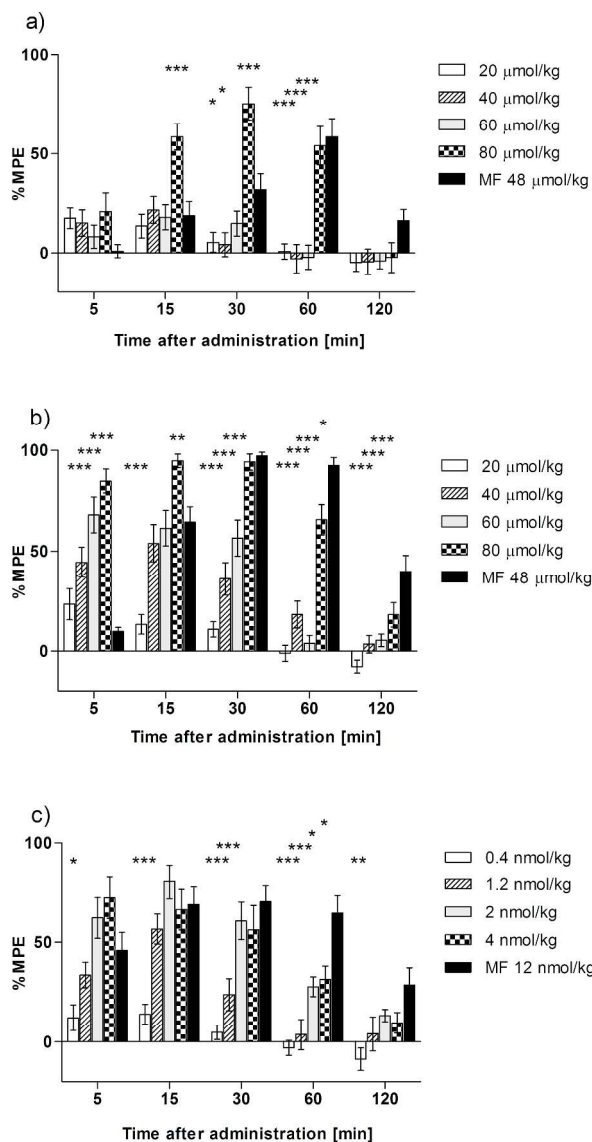 a)
100
50
0
%MPE
*** *** ***
* * *** ***
5 15 30 60 120
Time after administration [min]
20 μmol/kg
40 μmol/kg
60 μmol/kg
80 μmol/kg
MF 48 μmol/kg
b)
100
50
0
%MPE
*** ** *** *** * ***
*** *** *** ***
*** *** *** *** ***
5 15 30 60 120
Time after administration [min]
20 μmol/kg
40 μmol/kg
60 μmol/kg
80 μmol/kg
MF 48 μmol/kg
c)
100
50
0
%MPE
* *** *** *** *** *** * * **
5 15 30 60 120
Time after administration [min]
0.4 nmol/kg
1.2 nmol/kg
2 nmol/kg
4 nmol/kg
MF 12 nmol/kg